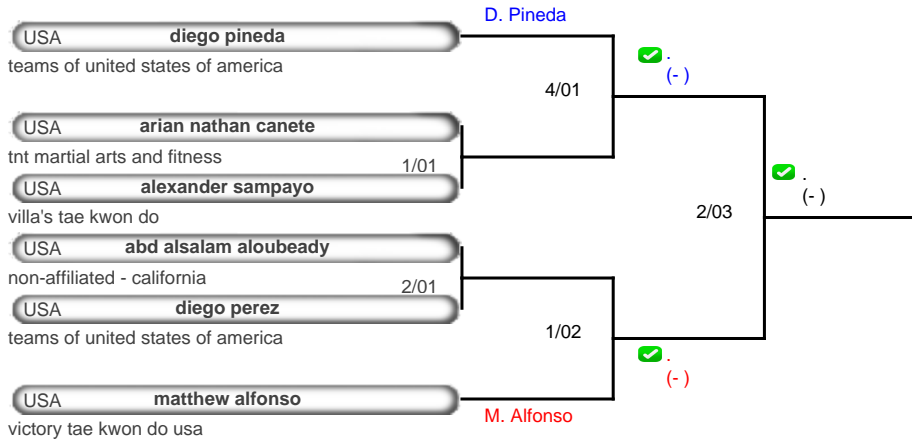 D. Pineda
USA diego pineda
teams of united states of america
.
(- )
4/01
USA arian nathan canete
tnt martial arts and fitness
1/01
USA alexander sampayo
villa's tae kwon do
.
(- )
2/03
USA abd alsalam aloubeady
non-affiliated - california
2/01
USA diego perez
teams of united states of america
1/02
.
(- )
USA matthew alfonso
M. Alfonso
victory tae kwon do usa